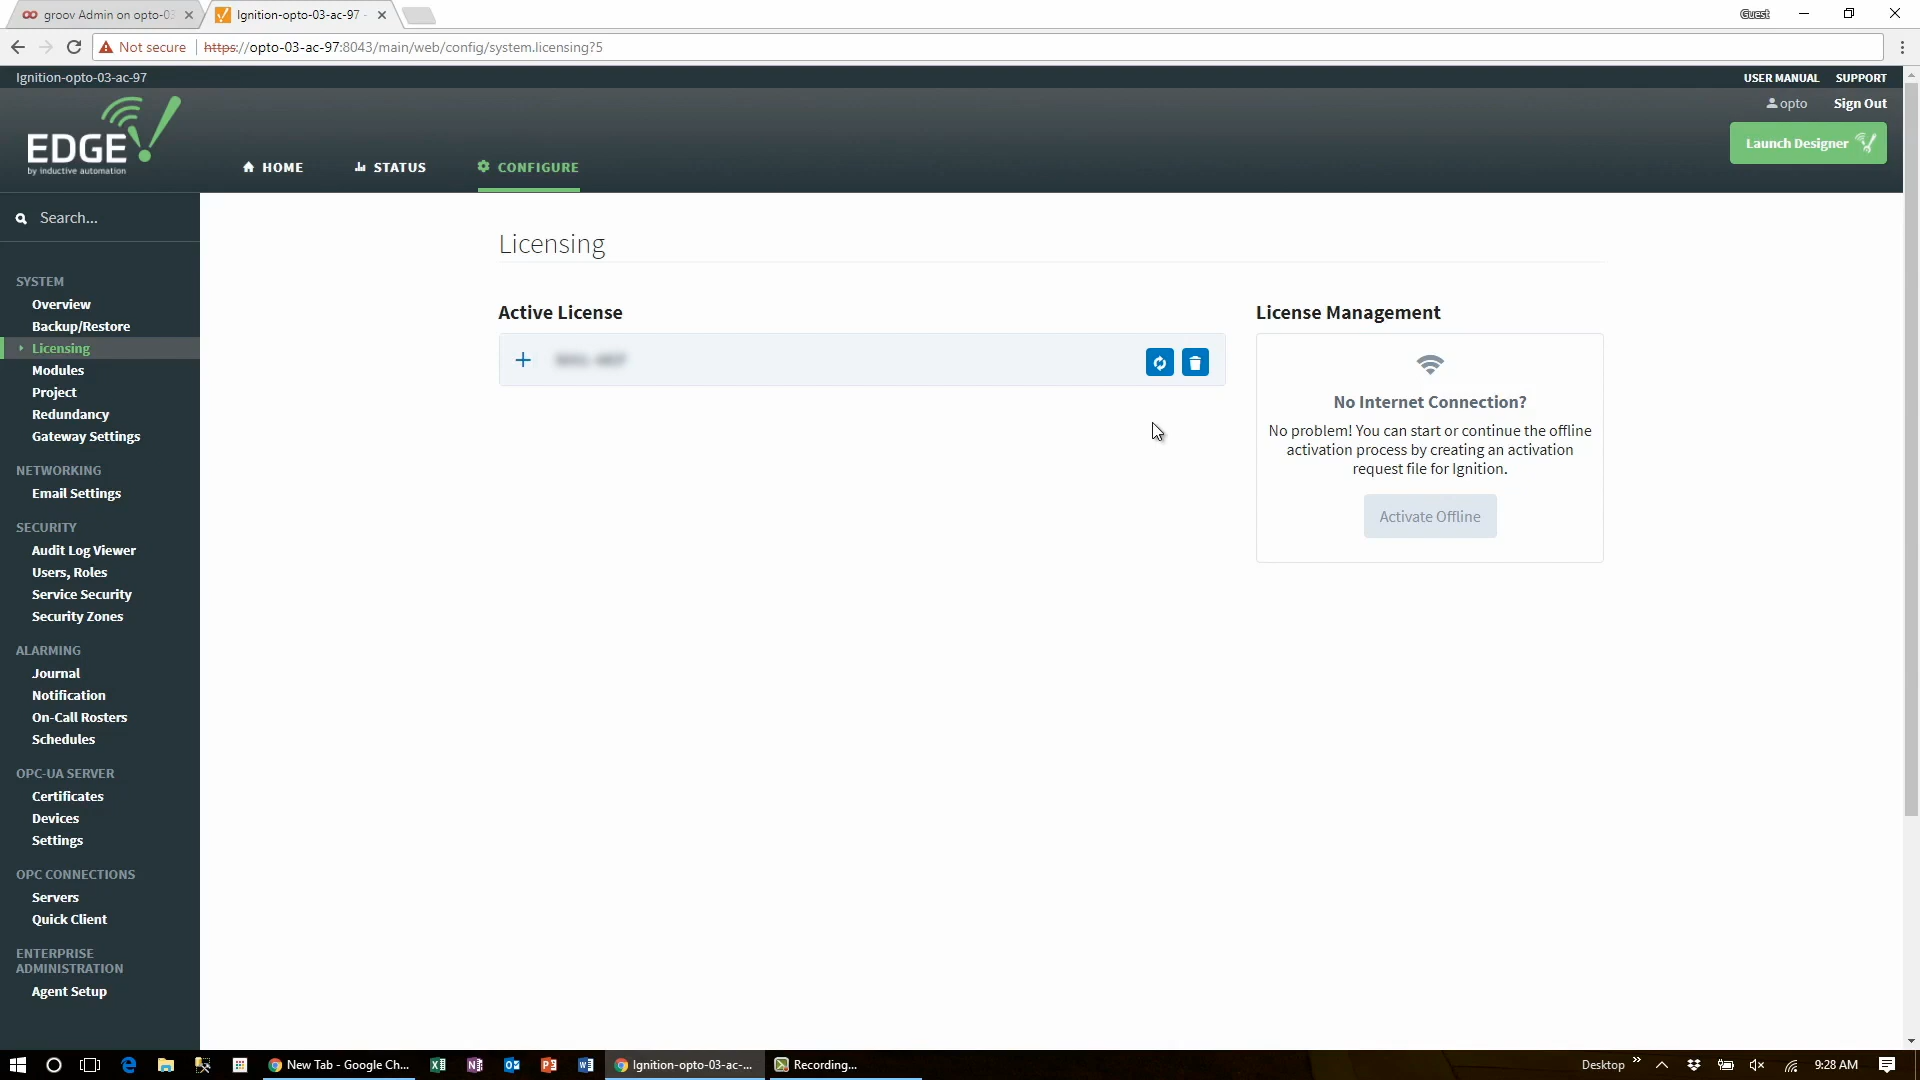 groov Admin on opto-03
Ignition-opto-03-ac-97 -
Guest
Not secure
https://opto-03-ac-97:8043/main/web/config/system.licensing?5
Ignition-opto-03-ac-97
USER MANUAL
SUPPORT
opto
Sign Out
EDGE
by inductive automation
HOME
STATUS
CONFIGURE
Launch Designer
Search...
SYSTEM
Overview
Backup/Restore
Licensing
Modules
Project
Redundancy
Gateway Settings
NETWORKING
Email Settings
SECURITY
Audit Log Viewer
Users, Roles
Service Security
Security Zones
ALARMING
Journal
Notification
On-Call Rosters
Schedules
OPC-UA SERVER
Certificates
Devices
Settings
OPC CONNECTIONS
Servers
Quick Client
ENTERPRISE
ADMINISTRATION
Agent Setup
Licensing
Active License
License Management
No Internet Connection?
No problem! You can start or continue the offline
activation process by creating an activation
request file for Ignition.
Activate Offline
New Tab - Google Ch...
Ignition-opto-03-ac-...
Recording...
Desktop
9:28 AM